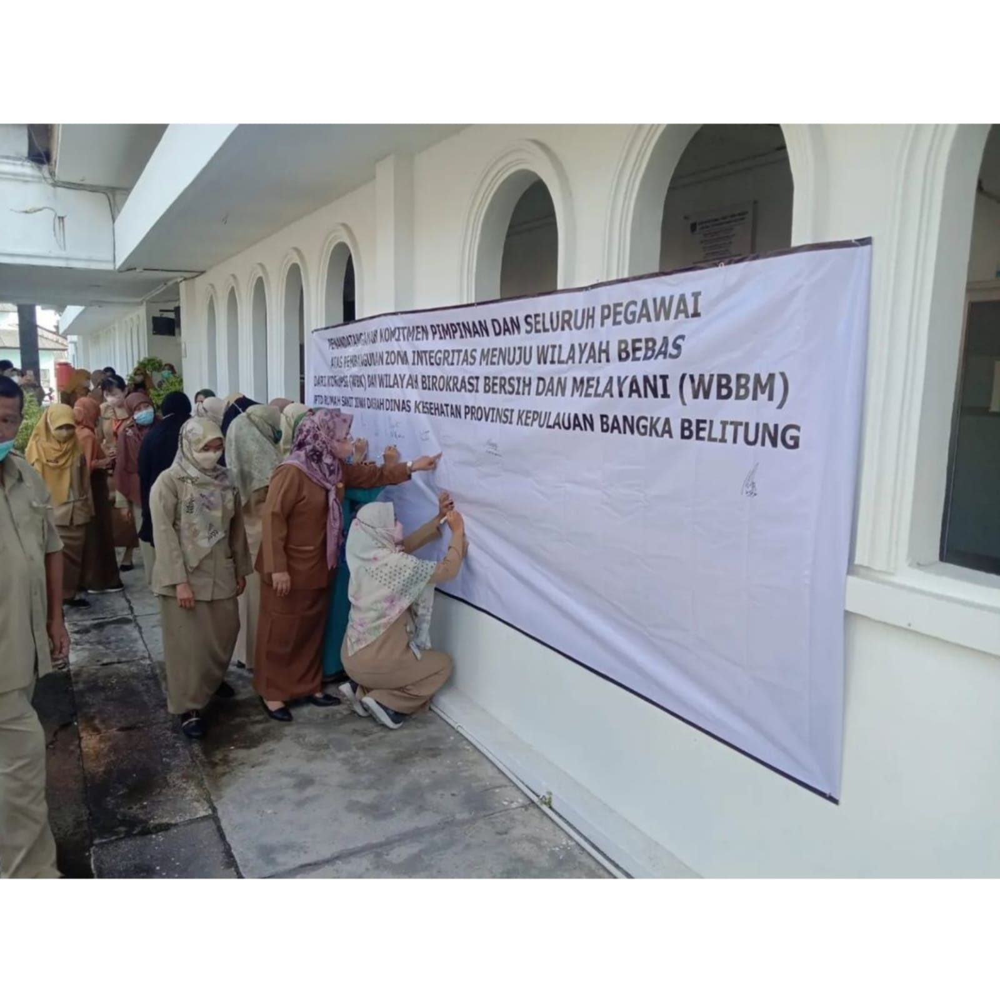 PENANDATANGANAN KOMITMEN PIMPINAN DAN SELURUH PEGAWAI
ATAS PEMBANGUNAN ZONA INTEGRITAS MENUJU WILAYAH BEBAS
DARI KORUPSI (WBK) DAN WILAYAH BIROKRASI BERSIH DAN MELAYANI (WBBM)
UPTD RUMAH SAKIT JIWA DAERAH DINAS KESEHATAN PROVINSI KEPULAUAN BANGKA BELITUNG